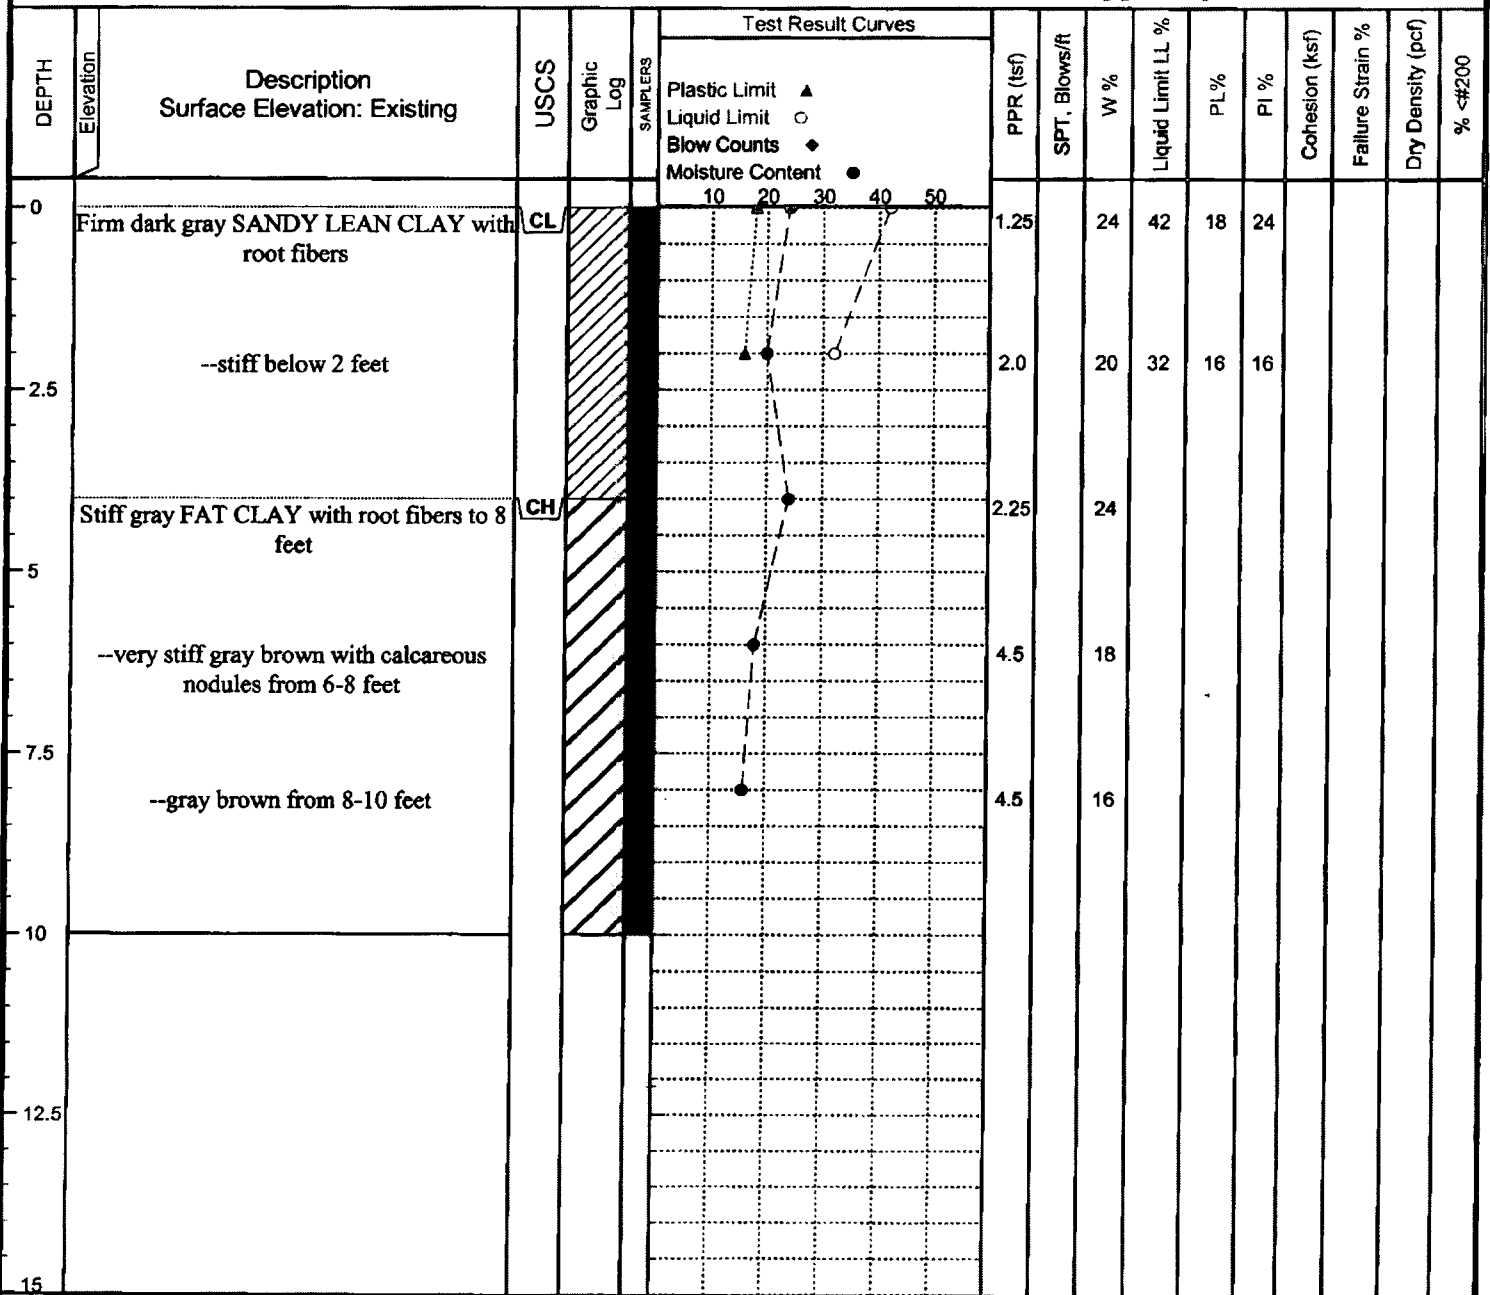 Test Result Curves
DEPTH
Elevation
Description
Surface Elevation: Existing
USCS
Graphic
Log
SAMPLERS
Plastic Limit ▲
Liquid Limit ○
Blow Counts ◆
Moisture Content ●
PPR (tsf)
SPT, Blows/ft
W %
Liquid Limit LL %
PL%
PI %
Cohesion (ksf)
Failure Strain %
Dry Density (pcf)
% <#200
10 20 30 40 50
0
Firm dark gray SANDY LEAN CLAY with
root fibers
CL
1.25 24 42 18 24
--stiff below 2 feet
2.0 20 32 16 16
2.5
Stiff gray FAT CLAY with root fibers to 8
feet
CH
2.25 24
5
--very stiff gray brown with calcareous
nodules from 6-8 feet
4.5 18
7.5
--gray brown from 8-10 feet
4.5 16
10
12.5
15